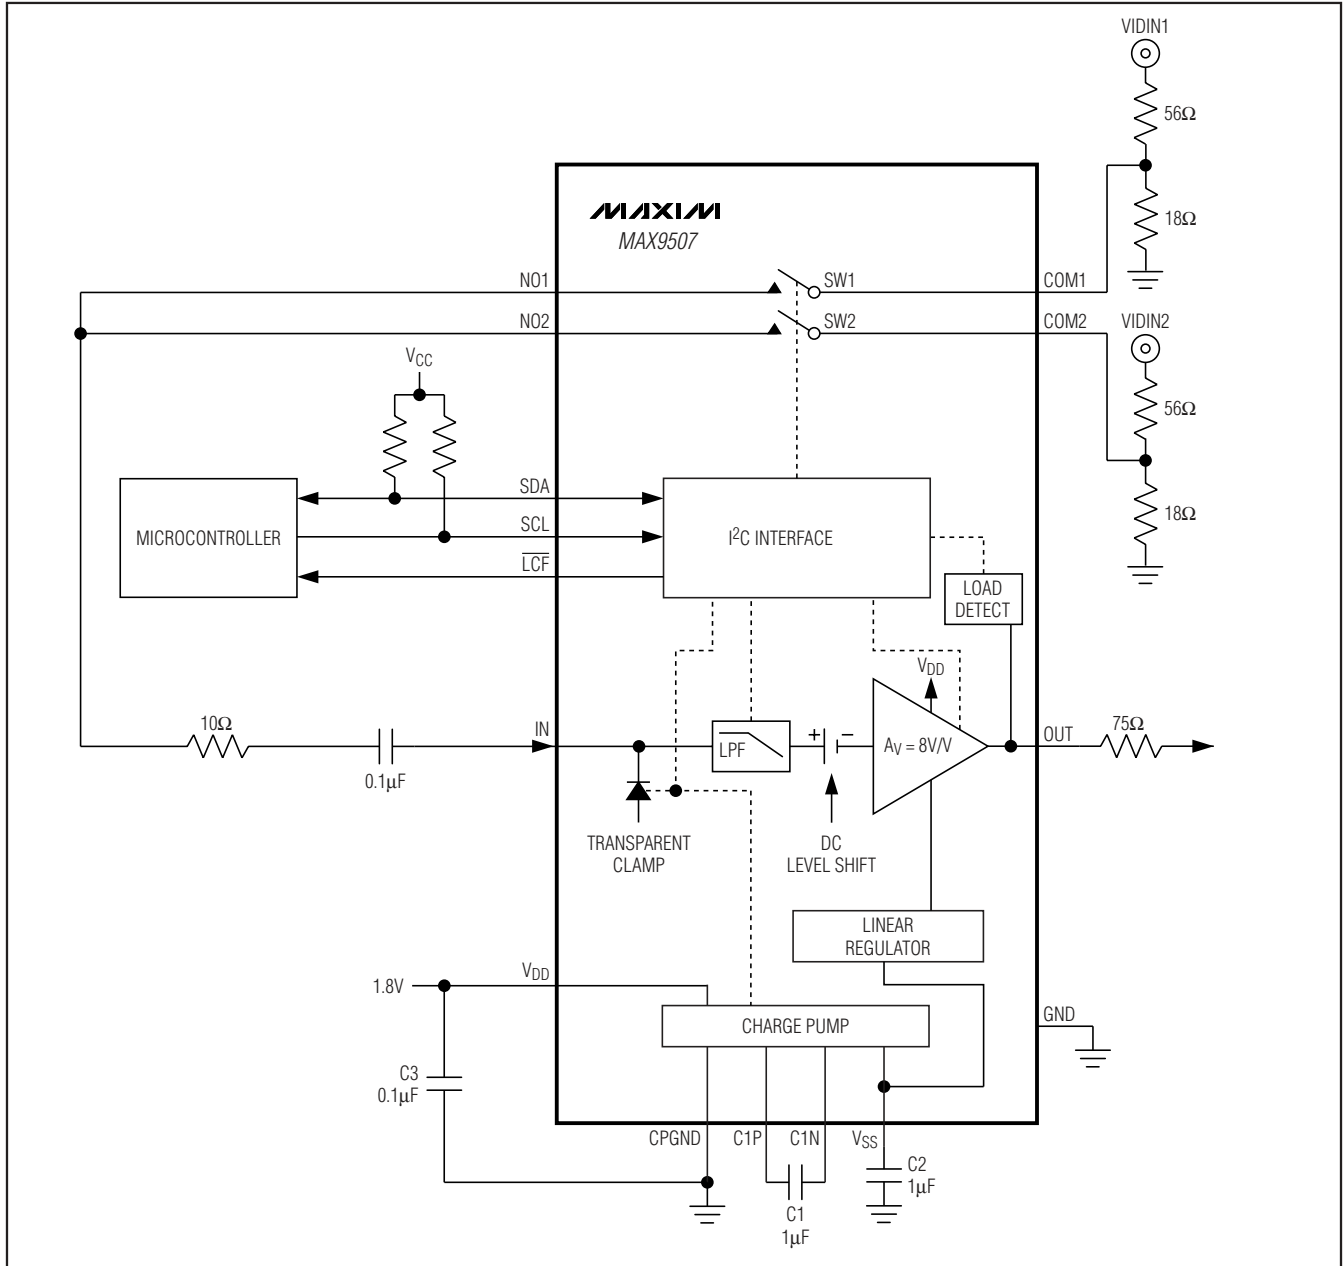 VIDIN1
56Ω
18Ω
MAXIM
MAX9507
NO1
SW1
COM1
NO2
SW2
COM2
VIDIN2
VCC
56Ω
18Ω
MICROCONTROLLER
SDA
SCL
LCF
I²C INTERFACE
LOAD
DETECT
10Ω
0.1µF
IN
LPF
+
−
VDD
AV = 8V/V
OUT
75Ω
TRANSPARENT
CLAMP
DC
LEVEL SHIFT
LINEAR
REGULATOR
1.8V
VDD
CHARGE PUMP
GND
C3
0.1µF
CPGND
C1P
C1N
VSS
C2
1µF
C1
1µF